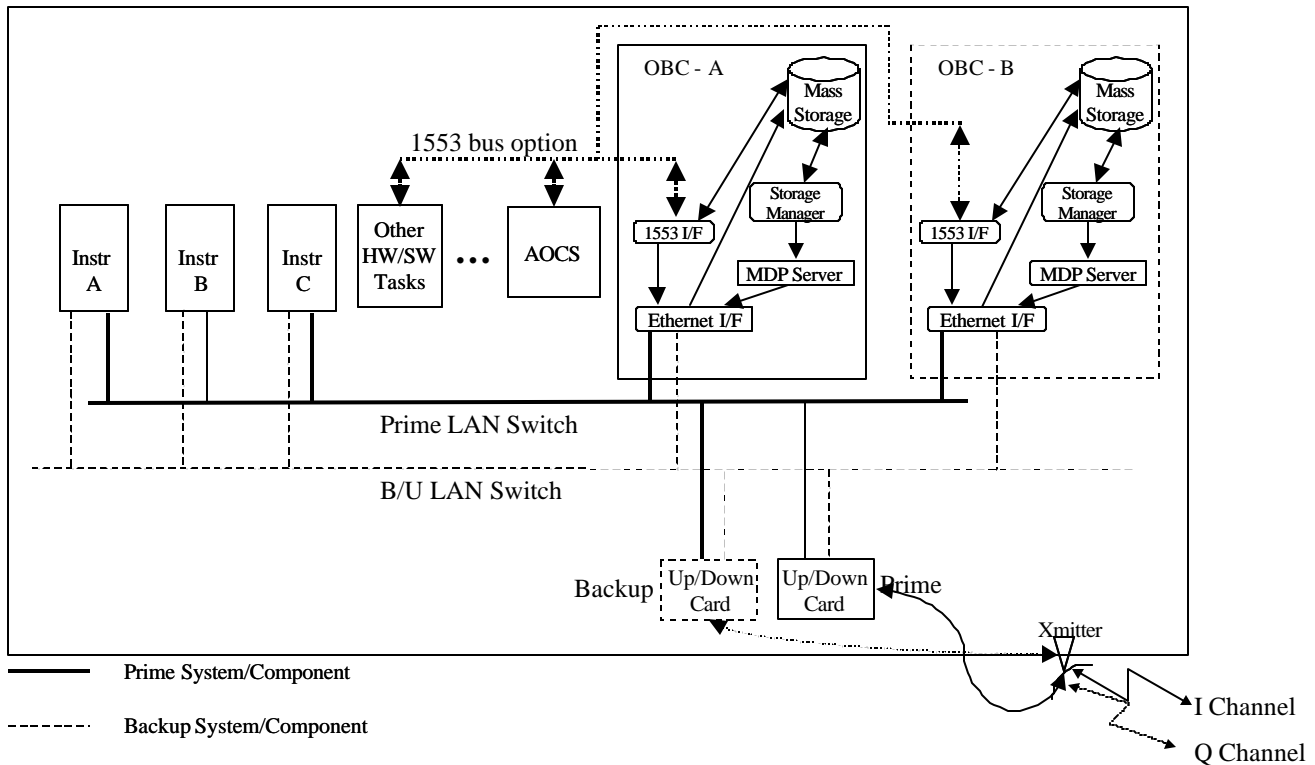 OBC - A
Mass
Storage
OBC - B
Mass
Storage
1553 bus option
Instr
A
Instr
B
Instr
C
Other
HW/SW
Tasks
...
AOCS
1553 I/F
Storage
Manager
MDP Server
Ethernet I/F
1553 I/F
Storage
Manager
MDP Server
Ethernet I/F
Prime LAN Switch
B/U LAN Switch
Backup
Up/Down
Card
Up/Down
Card
Prime
Xmitter
Prime System/Component
Backup System/Component
I Channel
Q Channel